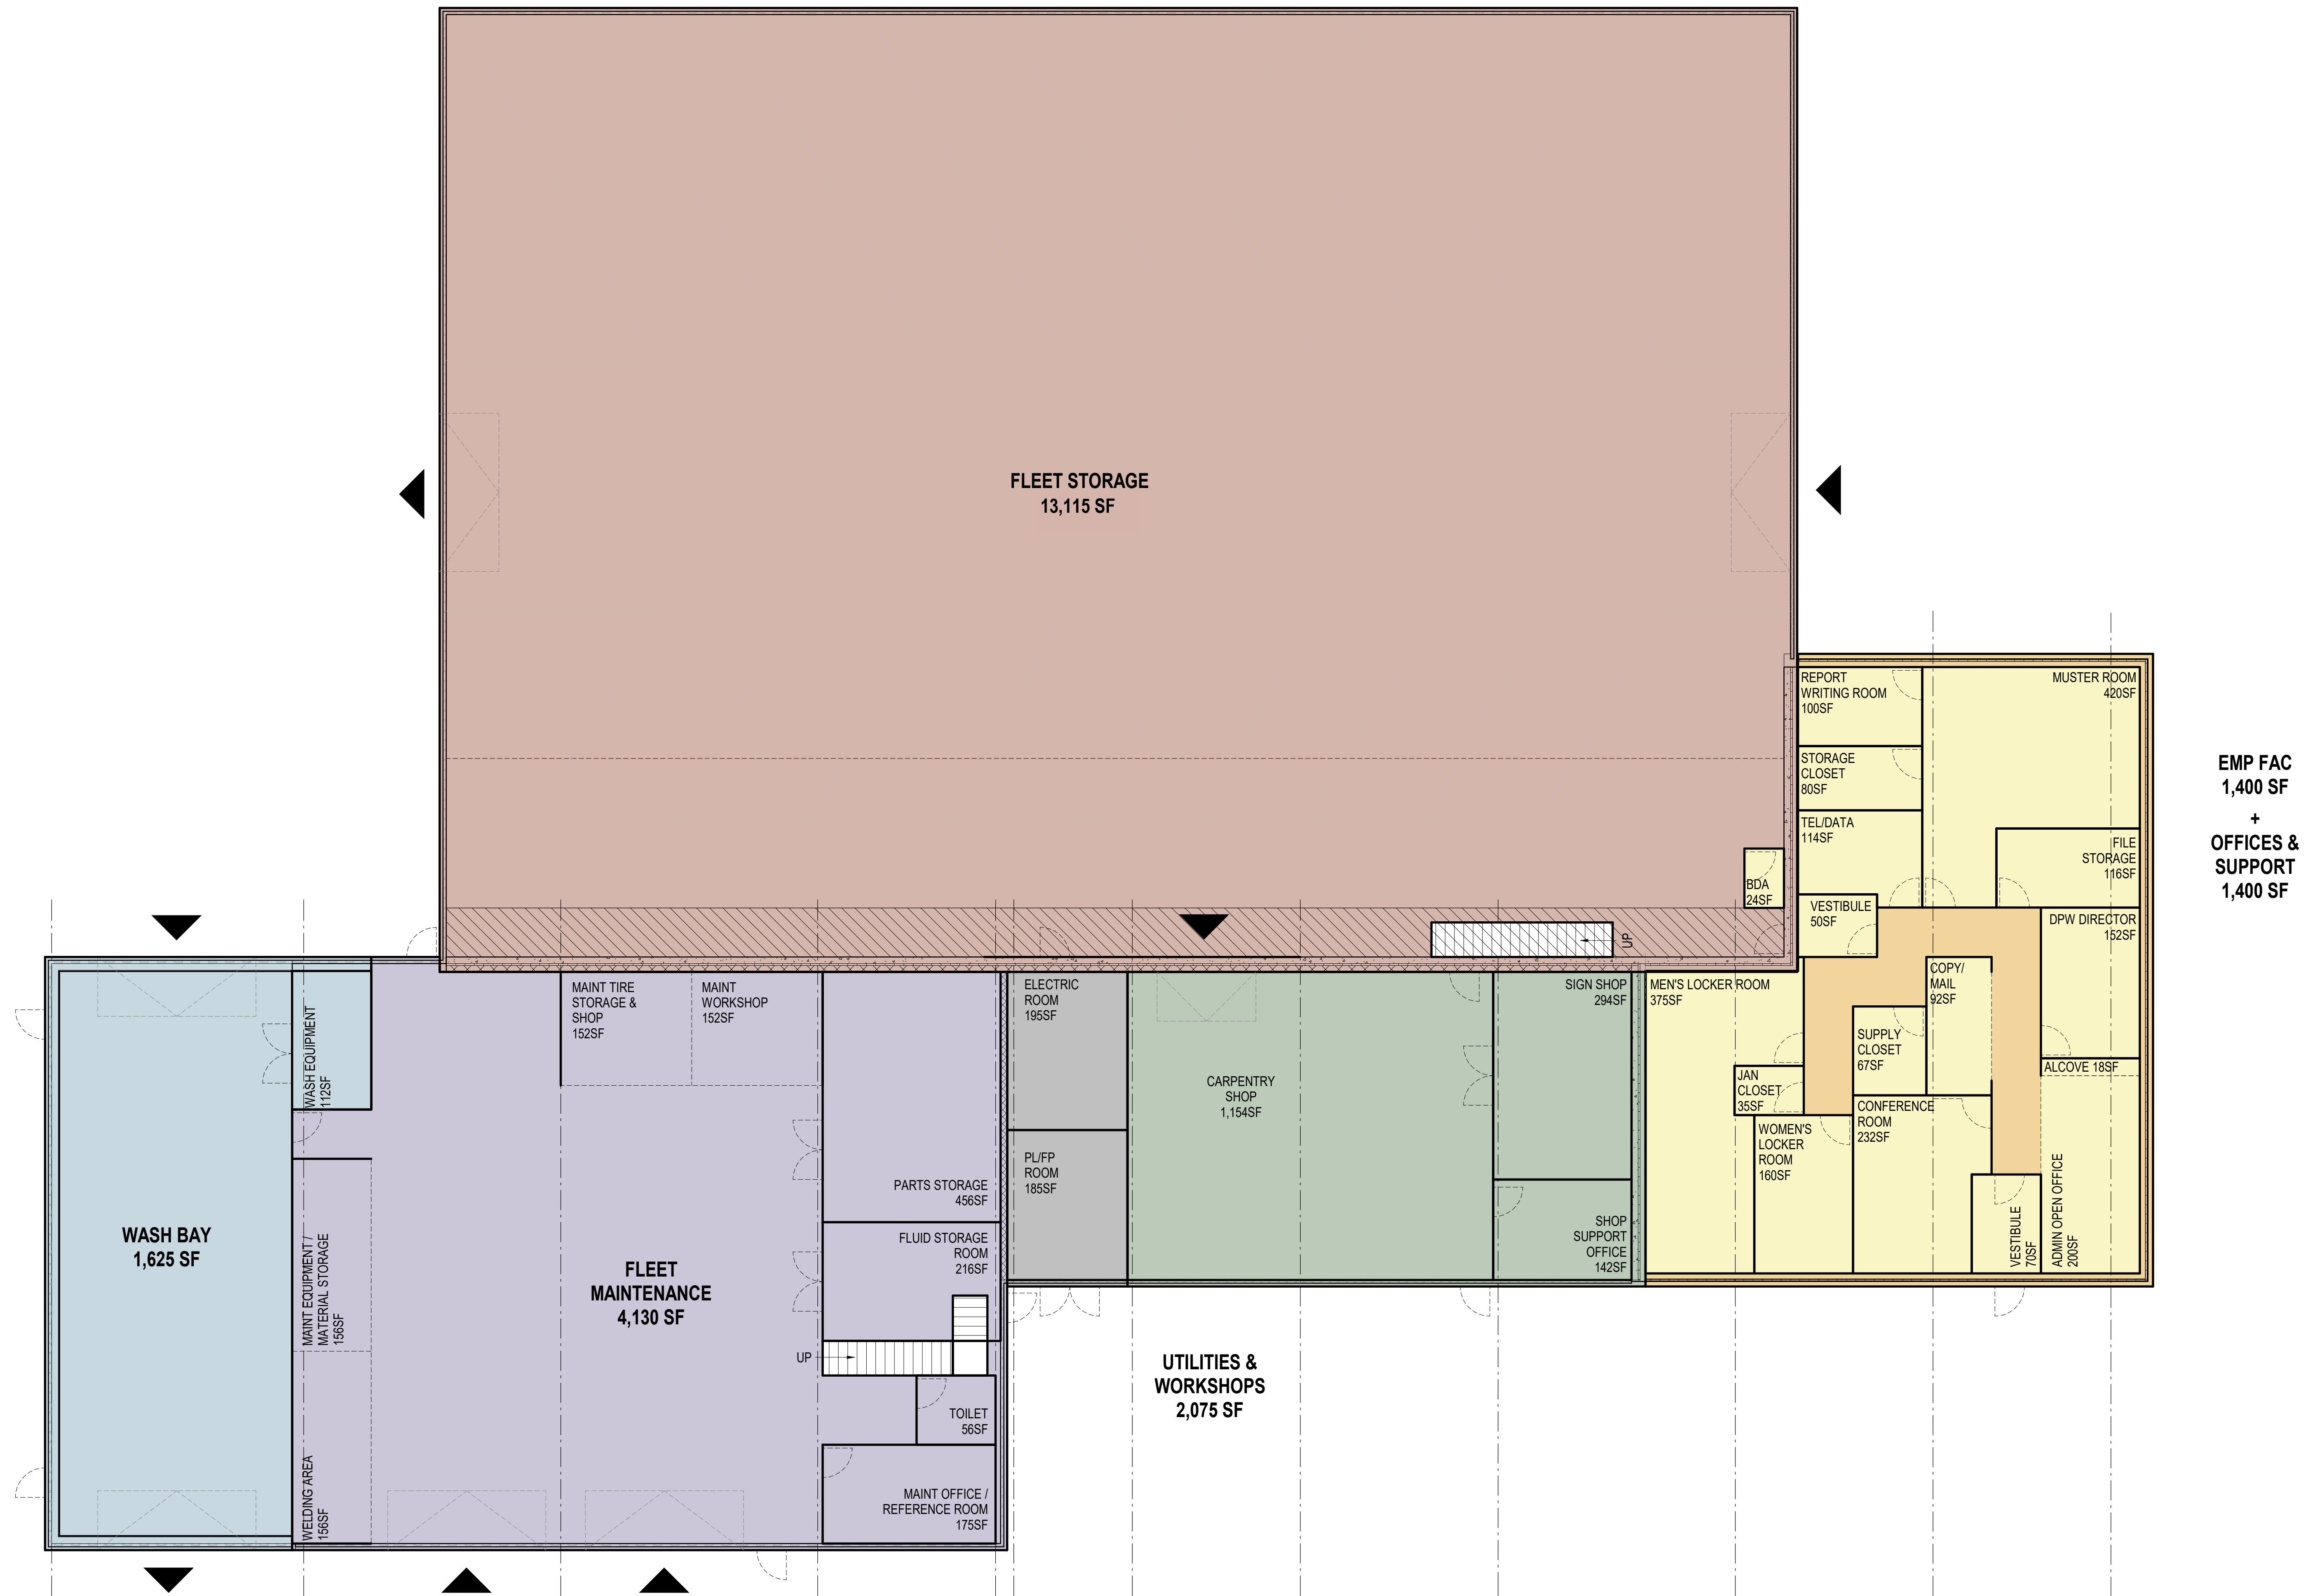 FLEET STORAGE
13,115 SF
REPORT
WRITING ROOM
100SF
MUSTER ROOM
420SF
STORAGE
CLOSET
80SF
TEL/DATA
114SF
FILE
STORAGE
116SF
EMP FAC
1,400 SF
+
OFFICES &
SUPPORT
1,400 SF
BDA
24SF
VESTIBULE
50SF
DPW DIRECTOR
152SF
UP
WASH EQUIPMENT
112SF
MAINT TIRE
STORAGE &
SHOP
152SF
MAINT
WORKSHOP
152SF
ELECTRIC
ROOM
195SF
SIGN SHOP
294SF
MEN'S LOCKER ROOM
375SF
COPY/
MAIL
92SF
SUPPLY
CLOSET
67SF
ALCOVE 18SF
CARPENTRY
SHOP
1,154SF
JAN
CLOSET
35SF
CONFERENCE
ROOM
232SF
WOMEN'S
LOCKER
ROOM
160SF
PL/FP
ROOM
185SF
PARTS STORAGE
456SF
WASH BAY
1,625 SF
MAINT EQUIPMENT /
MATERIAL STORAGE
156SF
FLEET
MAINTENANCE
4,130 SF
FLUID STORAGE
ROOM
216SF
SHOP
SUPPORT
OFFICE
142SF
VESTIBULE
70SF
ADMIN OPEN OFFICE
200SF
UP
UTILITIES &
WORKSHOPS
2,075 SF
TOILET
56SF
WELDING AREA
156SF
MAINT OFFICE /
REFERENCE ROOM
175SF